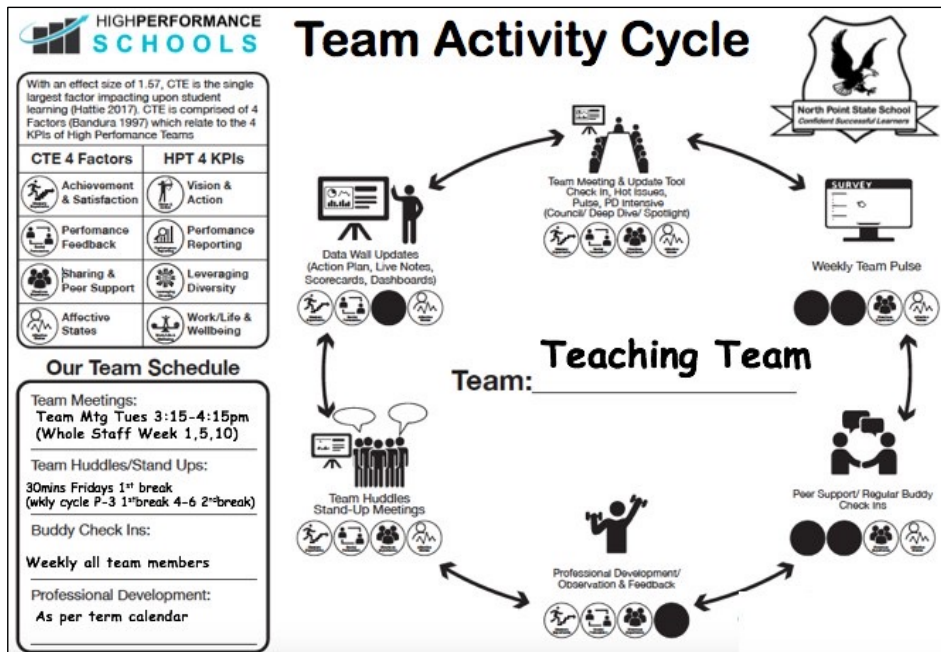 HIGHPERFORMANCE
SCHOOLS
Team Activity Cycle
North Point State School
Confident Successful Learners
With an effect size of 1.57, CTE is the single
largest factor impacting upon student
learning (Hattie 2017). CTE is comprised of 4
Factors (Bandura 1997) which relate to the 4
KPIs of High Perfomance Teams
CTE 4 Factors
HPT 4 KPIs
Achievement
& Satisfaction
Vision &
Action
Perfomance
Feedback
Perfomance
Reporting
Sharing &
Peer Support
Leveraging
Diversity
Affective
States
Work/Life &
Wellbeing
Our Team Schedule
Team Meetings:
Team Mtg Tues 3:15-4:15pm
(Whole Staff Week 1,5,10)
Team Huddles/Stand Ups:
30mins Fridays 1st break
(wkly cycle P-3 1stbreak 4-6 2ndbreak)
Buddy Check Ins:
Weekly all team members
Professional Development:
As per term calendar
Team Meeting & Update Tool
Check In, Hot Issues,
Pulse, PD Intensive
(Council/ Deep Dive/ Spotlight)
SURVEY
Weekly Team Pulse
Peer Support/ Regular Buddy
Check Ins
Professional Development/
Observation & Feedback
Team Huddles
Stand-Up Meetings
Data Wall Updates
(Action Plan, Live Notes,
Scorecards, Dashboards)
Team: Teaching Team